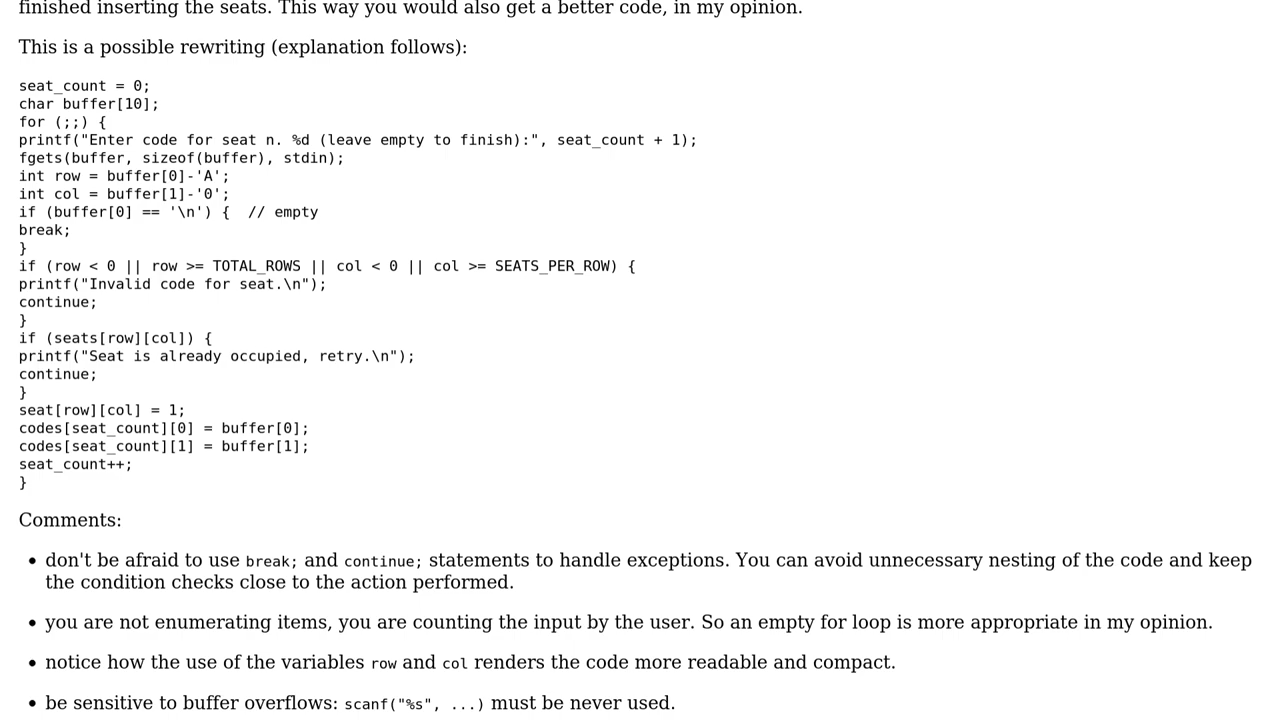 finished inserting the seats. This way you would also get a better code, in my opinion.
This is a possible rewriting (explanation follows):
seat_count = 0;
char buffer[10];
for (;;) {
printf("Enter code for seat n. %d (leave empty to finish):", seat_count + 1);
fgets(buffer, sizeof(buffer), stdin);
int row = buffer[0]-'A';
int col = buffer[1]-'0';
if (buffer[0] == '\n') {  // empty
break;
}
if (row < 0 || row >= TOTAL_ROWS || col < 0 || col >= SEATS_PER_ROW) {
printf("Invalid code for seat.\n");
continue;
}
if (seats[row][col]) {
printf("Seat is already occupied, retry.\n");
continue;
}
seat[row][col] = 1;
codes[seat_count][0] = buffer[0];
codes[seat_count][1] = buffer[1];
seat_count++;
}
Comments:
• don't be afraid to use break; and continue; statements to handle exceptions. You can avoid unnecessary nesting of the code and keep
the condition checks close to the action performed.
• you are not enumerating items, you are counting the input by the user. So an empty for loop is more appropriate in my opinion.
• notice how the use of the variables row and col renders the code more readable and compact.
• be sensitive to buffer overflows: scanf("%s", ...) must be never used.